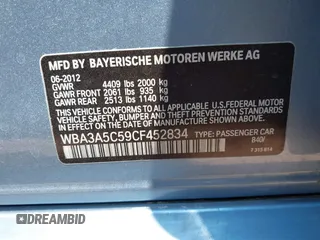 MFD BY BAYERISCHE MOTOREN WERKE AG
06-2012
GVWR 4409 lbs 2000 kg
GAWR FRONT 2061 lbs 935 kg
GAWR REAR 2513 lbs 1140 kg
THIS VEHICLE CONFORMS TO ALL APPLICABLE
FEDERAL MOTOR VEHICLE SAFETY, BUMPER,
AND THEFT PREVENTION STANDARDS IN
EFFECT ON THE DATE OF MANUFACTURE
SHOWN ABOVE.
WBA3A5C59CF452834 TYPE: PASSENGER CAR
B40/
DREAMBID
DREAMBID.COM